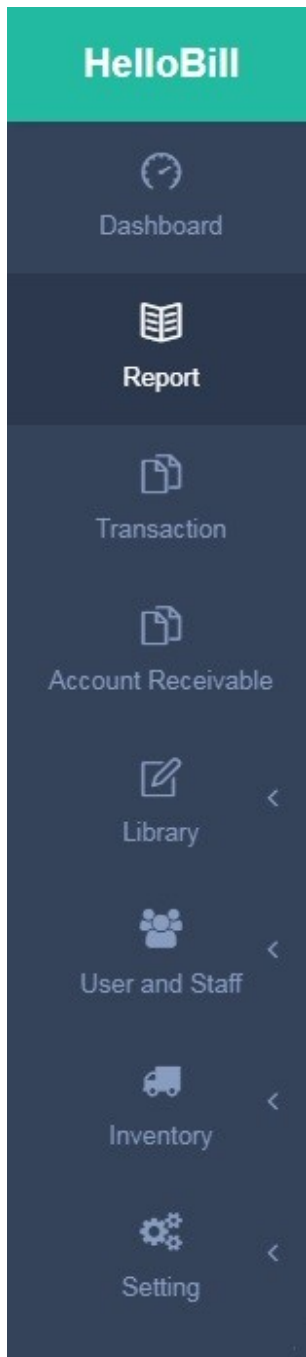 HelloBill
Dashboard
Report
Transaction
Account Receivable
Library
User and Staff
Inventory
Setting